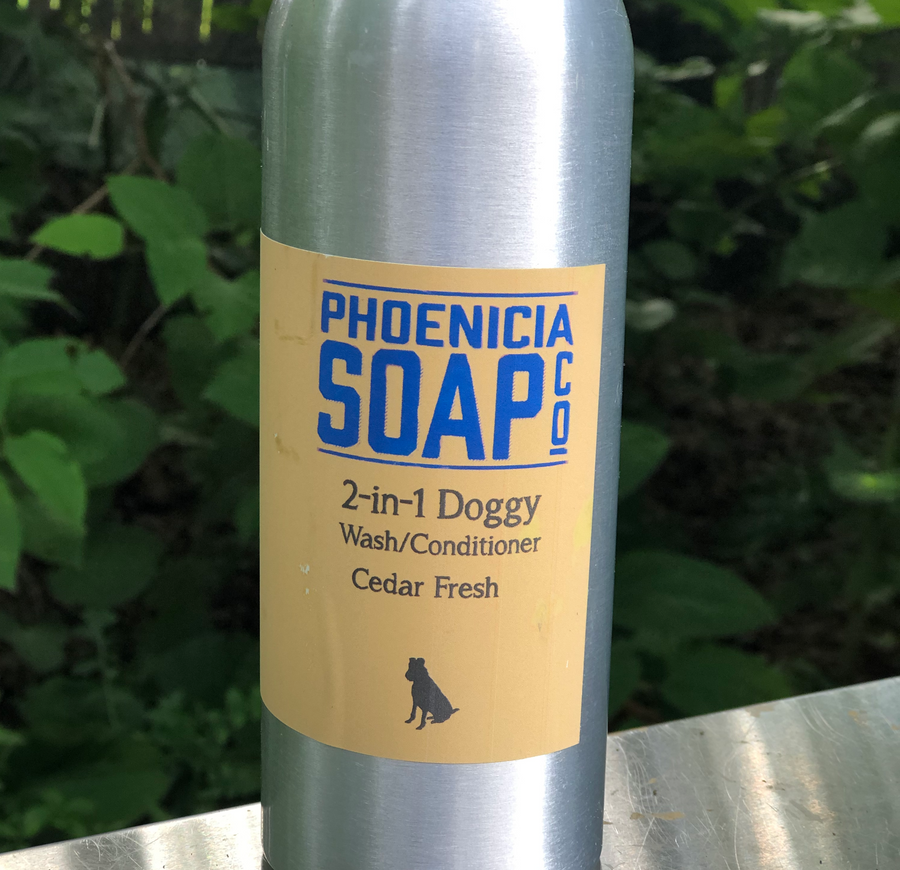 PHOENICIA
SOAP CO
2-in-1 Doggy
Wash/Conditioner
Cedar Fresh